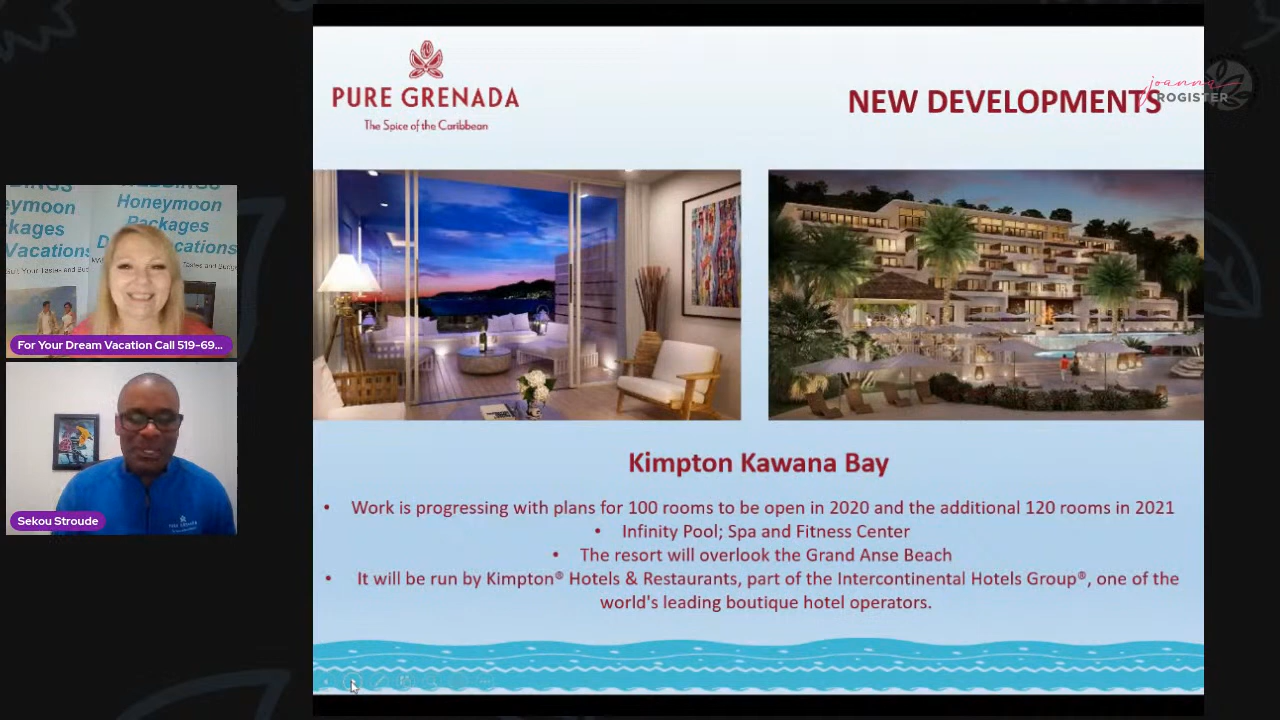 PURE GRENADA
The Spice of the Caribbean
NEW DEVELOPMENTS
joanna
ROGISTER
Honeymoon
Packages
Vacations
For Your Dream Vacation Call 519-69...
Sekou Stroude
Kimpton Kawana Bay
• Work is progressing with plans for 100 rooms to be open in 2020 and the additional 120 rooms in 2021
• Infinity Pool; Spa and Fitness Center
• The resort will overlook the Grand Anse Beach
• It will be run by Kimpton® Hotels & Restaurants, part of the Intercontinental Hotels Group®, one of the
world's leading boutique hotel operators.